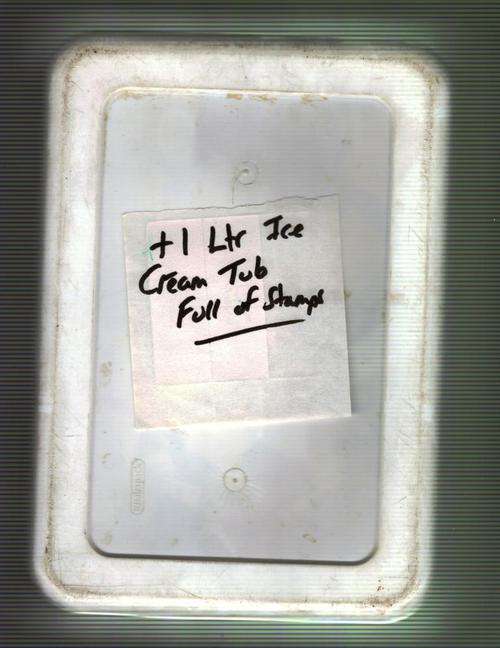 +1 Ltr Ice
Cream Tub
Full of Stamps